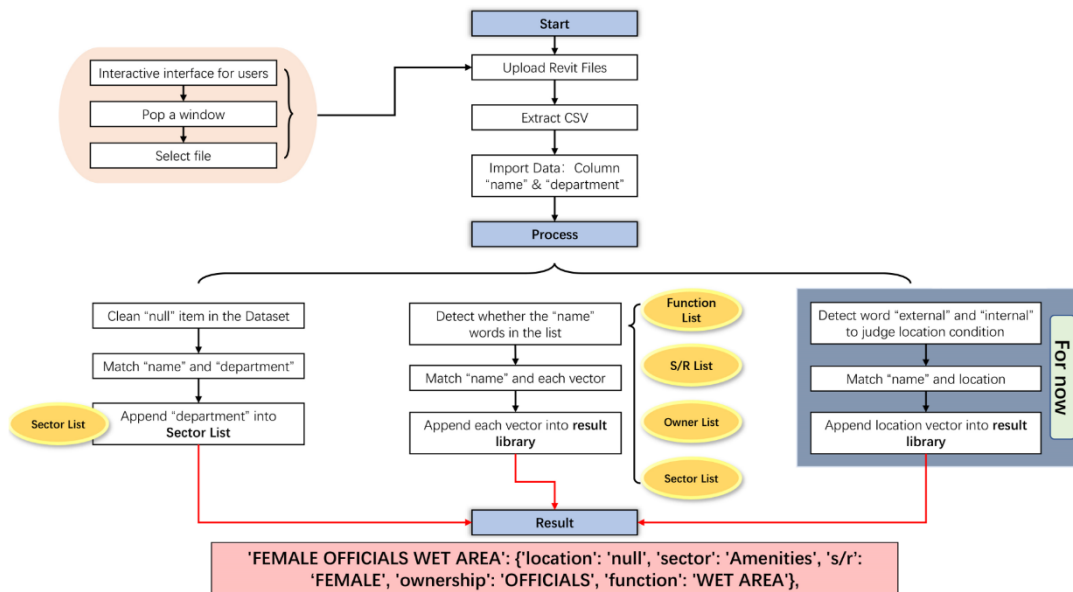 Start
Interactive interface for users
Upload Revit Files
Pop a window
Extract CSV
Select file
Import Data: Column
“name” & “department”
Process
Clean “null” item in the Dataset
Match “name” and “department”
Append “department” into
Sector List
Sector List
Detect whether the “name”
words in the list
Match “name” and each vector
Append each vector into result
library
Function
List
S/R List
Owner List
Sector List
Detect word “external” and “internal”
to judge location condition
Match “name” and location
Append location vector into result
library
For now
Result
'FEMALE OFFICIALS WET AREA': {'location': 'null', 'sector': 'Amenities', 's/r':
‘FEMALE', 'ownership': 'OFFICIALS', 'function': 'WET AREA'},